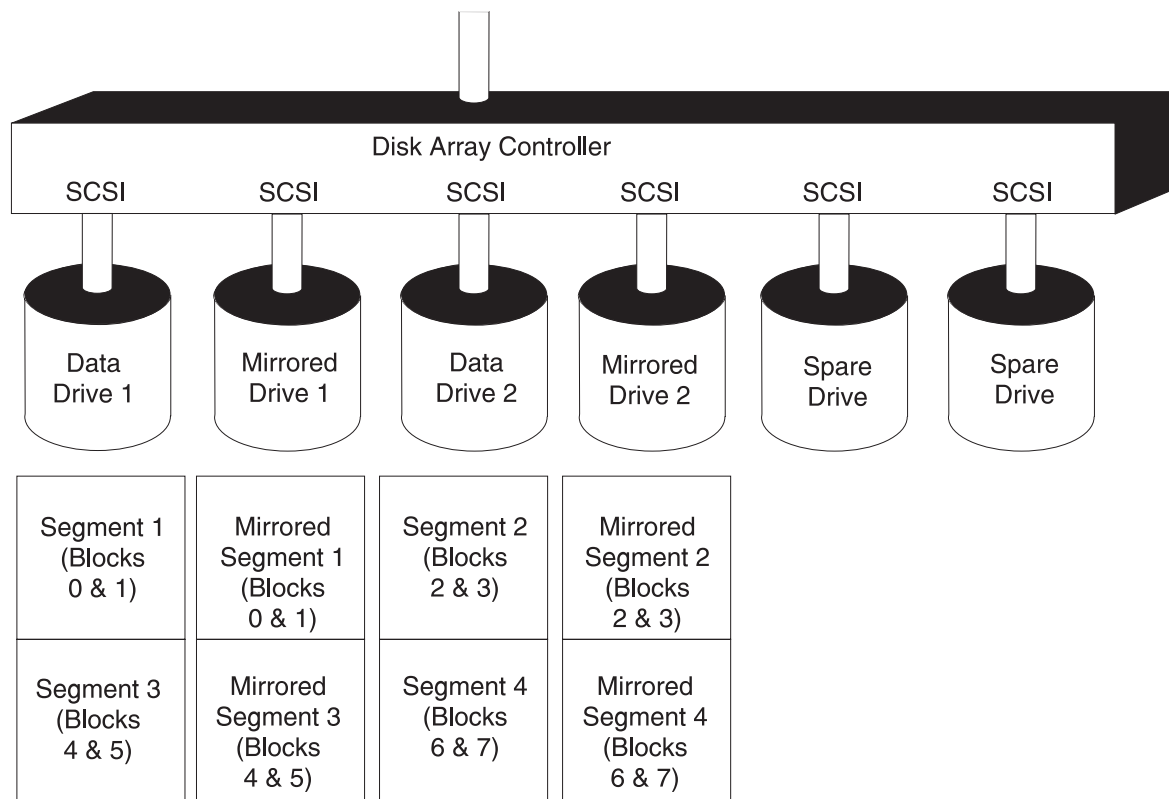 Disk Array Controller
SCSI
SCSI
SCSI
SCSI
SCSI
SCSI
Data
Drive 1
Mirrored
Drive 1
Data
Drive 2
Mirrored
Drive 2
Spare
Drive
Spare
Drive
Segment 1
(Blocks
0 & 1)
Mirrored
Segment 1
(Blocks
0 & 1)
Segment 2
(Blocks
2 & 3)
Mirrored
Segment 2
(Blocks
2 & 3)
Segment 3
(Blocks
4 & 5)
Mirrored
Segment 3
(Blocks
4 & 5)
Segment 4
(Blocks
6 & 7)
Mirrored
Segment 4
(Blocks
6 & 7)